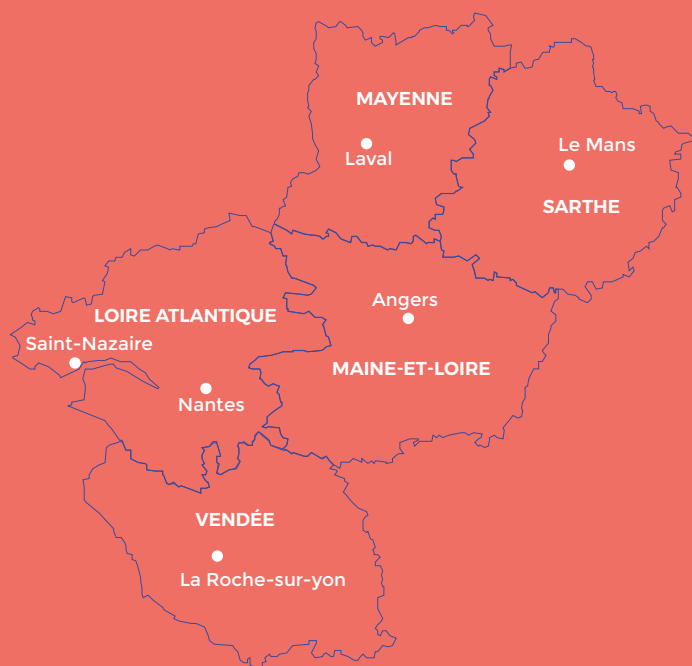 MAYENNE
Laval
Le Mans
SARTHE
Angers
LOIRE ATLANTIQUE
Saint-Nazaire
MAINE-ET-LOIRE
Nantes
VENDÉE
La Roche-sur-yon